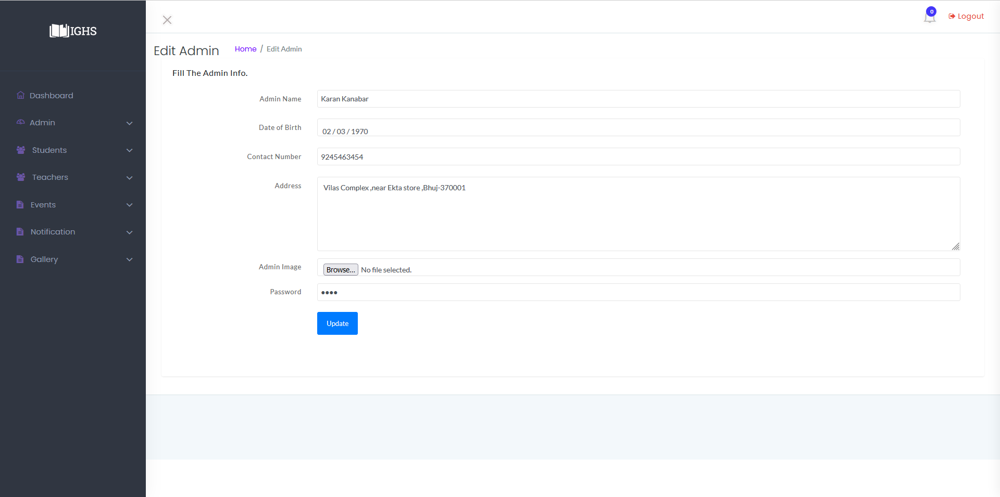 IGHS
0
Logout
Edit Admin
Home / Edit Admin
Fill The Admin Info.
Dashboard
Admin
Students
Teachers
Events
Notification
Gallery
Admin Name
Karan Kanabar
Date of Birth
02 / 03 / 1970
Contact Number
9245463454
Address
Vilas Complex ,near Ekta store ,Bhuj-370001
Admin Image
Browse... No file selected.
Password
••••
Update